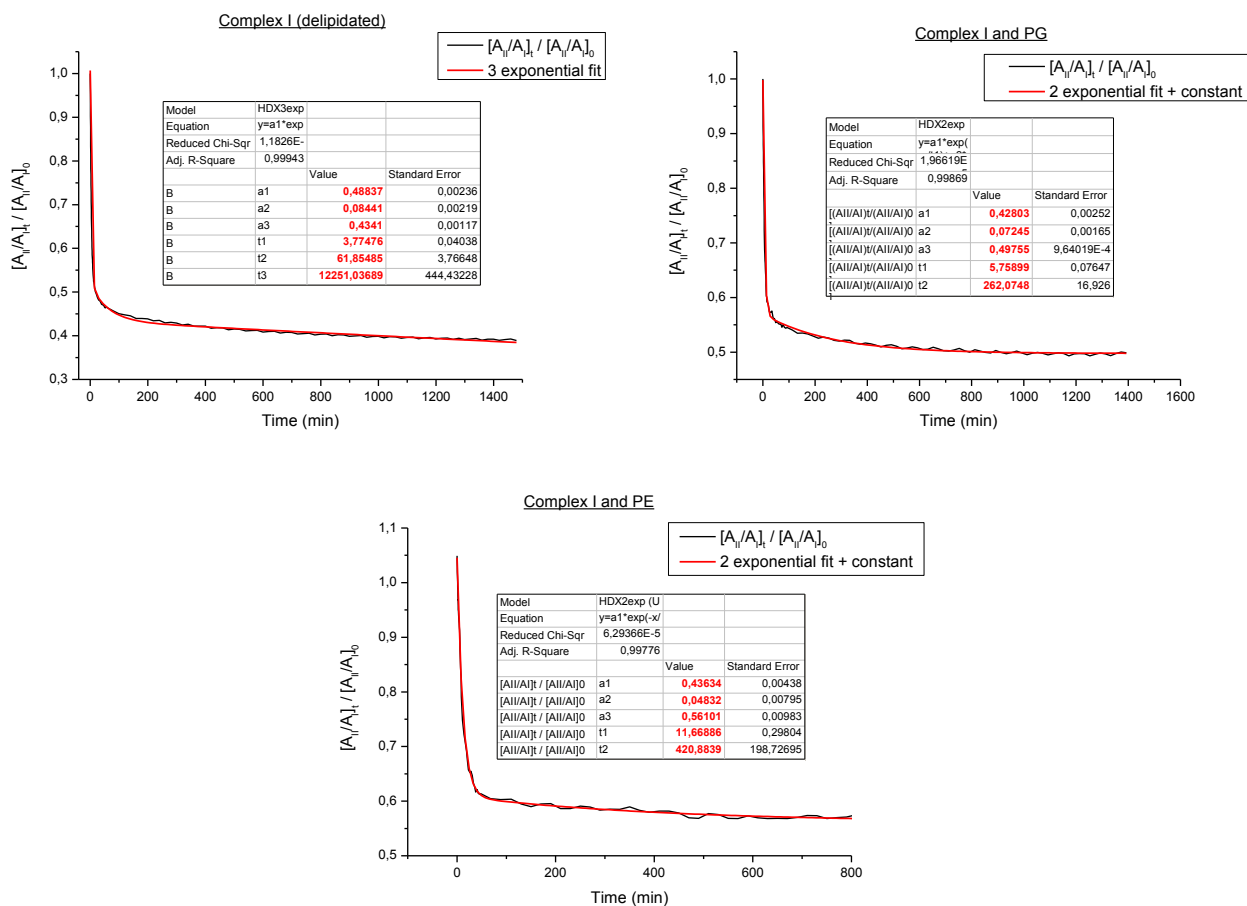 Complex I (delipidated)
[A_II/A_I]_t / [A_II/A_I]_0
3 exponential fit
1,0
0,9
0,8
0,7
0,6
0,5
0,4
0,3
[A_II/A_I]_t / [A_II/A_I]_0
Model HDX3exp
Equation y=a1*exp
Reduced Chi-Sqr 1,1826E-
Adj. R-Square 0,99943
Value Standard Error
B a1 0,48837 0,00236
B a2 0,08441 0,00219
B a3 0,4341 0,00117
B t1 3,77476 0,04038
B t2 61,85485 3,76648
B t3 12251,03689 444,43228
0 200 400 600 800 1000 1200 1400
Time (min)
Complex I and PG
[A_II/A_I]_t / [A_II/A_I]_0
2 exponential fit + constant
1,0
0,9
0,8
0,7
0,6
0,5
[A_II/A_I]_t / [A_II/A_I]_0
Model HDX2exp
Equation y=a1*exp(
Reduced Chi-Sqr 1,96619E
Adj. R-Square 0,99869
Value Standard Error
[(AII/AI)t/(AII/AI)0 a1 0,42803 0,00252
[(AII/AI)t/(AII/AI)0 a2 0,07245 0,00165
[(AII/AI)t/(AII/AI)0 a3 0,49755 9,64019E-4
[(AII/AI)t/(AII/AI)0 t1 5,75899 0,07647
[(AII/AI)t/(AII/AI)0 t2 262,0748 16,926
]
0 200 400 600 800 1000 1200 1400 1600
Time (min)
Complex I and PE
[A_II/A_I]_t / [A_II/A_I]_0
2 exponential fit + constant
1,1
1,0
0,9
0,8
0,7
0,6
0,5
[A_II/A_I]_t / [A_II/A_I]_0
Model HDX2exp (U
Equation y=a1*exp(-x/
Reduced Chi-Sqr 6,29366E-5
Adj. R-Square 0,99776
Value Standard Error
[AII/AI]t / [AII/AI]0 a1 0,43634 0,00438
[AII/AI]t / [AII/AI]0 a2 0,04832 0,00795
[AII/AI]t / [AII/AI]0 a3 0,56101 0,00983
[AII/AI]t / [AII/AI]0 t1 11,66886 0,29804
[AII/AI]t / [AII/AI]0 t2 420,8839 198,72695
0 200 400 600 800
Time (min)